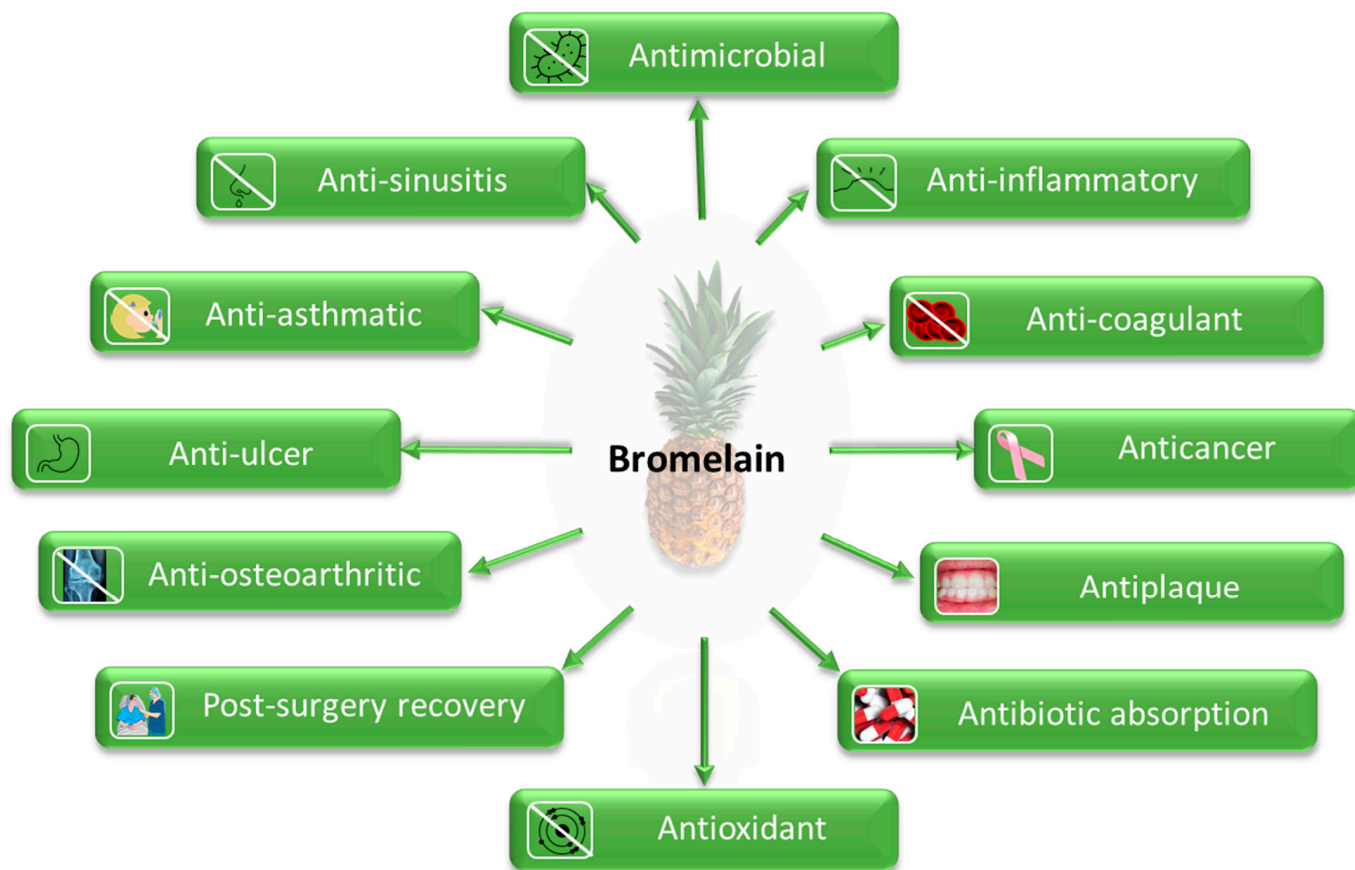 Antimicrobial
Anti-sinusitis
Anti-inflammatory
Anti-asthmatic
Anti-coagulant
Anti-ulcer
Bromelain
Anticancer
Anti-osteoarthritic
Antiplaque
Post-surgery recovery
Antibiotic absorption
Antioxidant